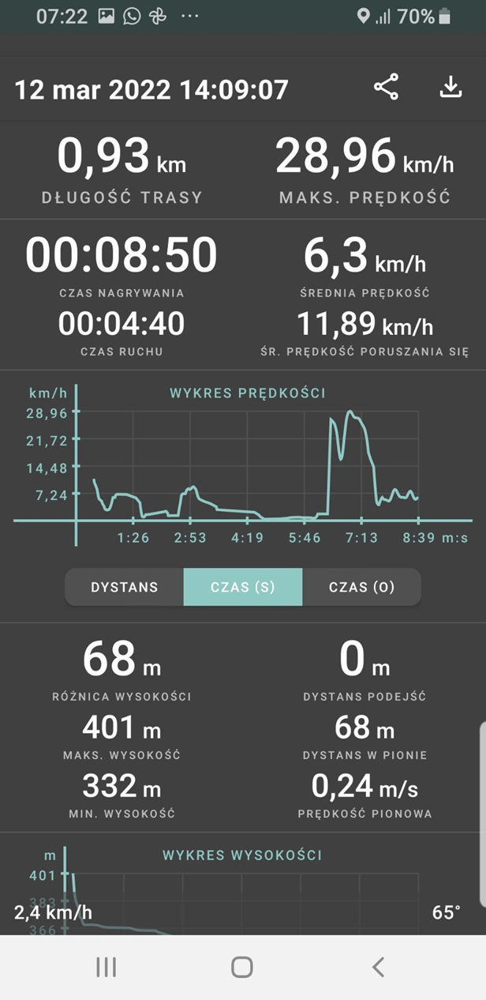 07:22 70%
12 mar 2022 14:09:07
0,93 km 28,96 km/h
DŁUGOŚĆ TRASY MAKS. PRĘDKOŚĆ
00:08:50 6,3 km/h
CZAS NAGRYWANIA ŚREDNIA PRĘDKOŚĆ
00:04:40 11,89 km/h
CZAS RUCHU ŚR. PRĘDKOŚĆ PORUSZANIA SIĘ
km/h WYKRES PRĘDKOŚCI
28,96
21,72
14,48
7,24
1:26 2:53 4:19 5:46 7:13 8:39 m:s
DYSTANS CZAS (S) CZAS (O)
68 m 0 m
RÓŻNICA WYSOKOŚCI DYSTANS PODEJŚĆ
401 m 68 m
MAKS. WYSOKOŚĆ DYSTANS W PIONIE
332 m 0,24 m/s
MIN. WYSOKOŚĆ PRĘDKOŚĆ PIONOWA
m WYKRES WYSOKOŚCI
401
383
2,4 km/h 65°
366